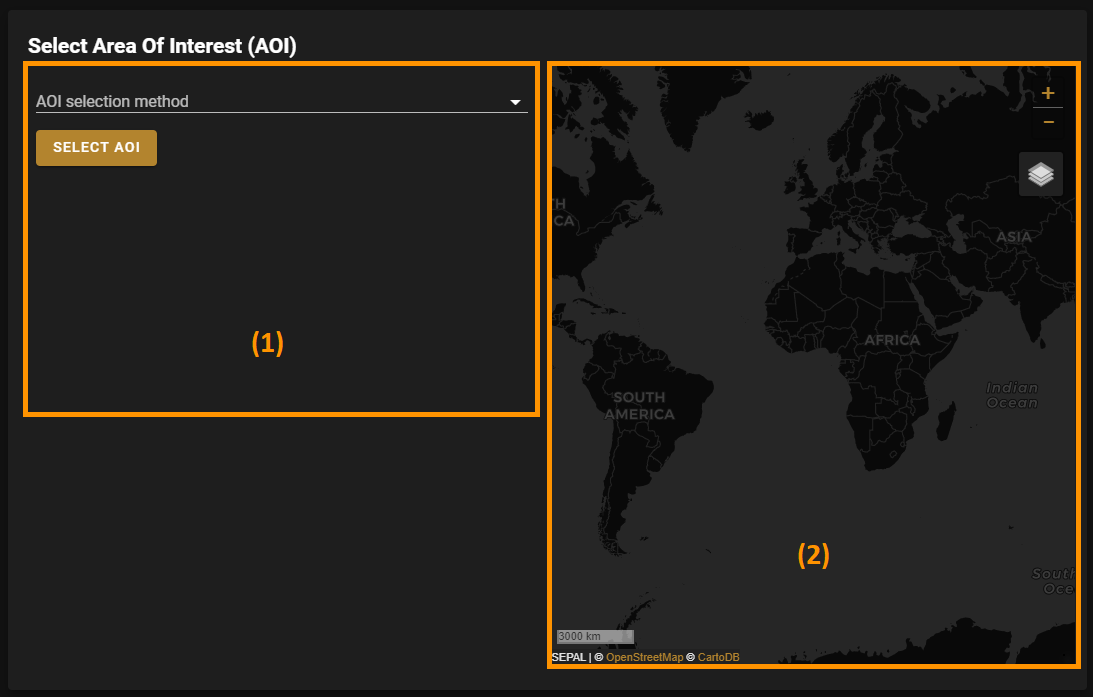 Select Area Of Interest (AOI)
AOI selection method
SELECT AOI
(1)
+
−
TH
CA
ASIA
AFRICA
SOUTH
AMERICA
Indian
Ocean
(2)
South
Oce
3000 km
SEPAL | © OpenStreetMap © CartoDB